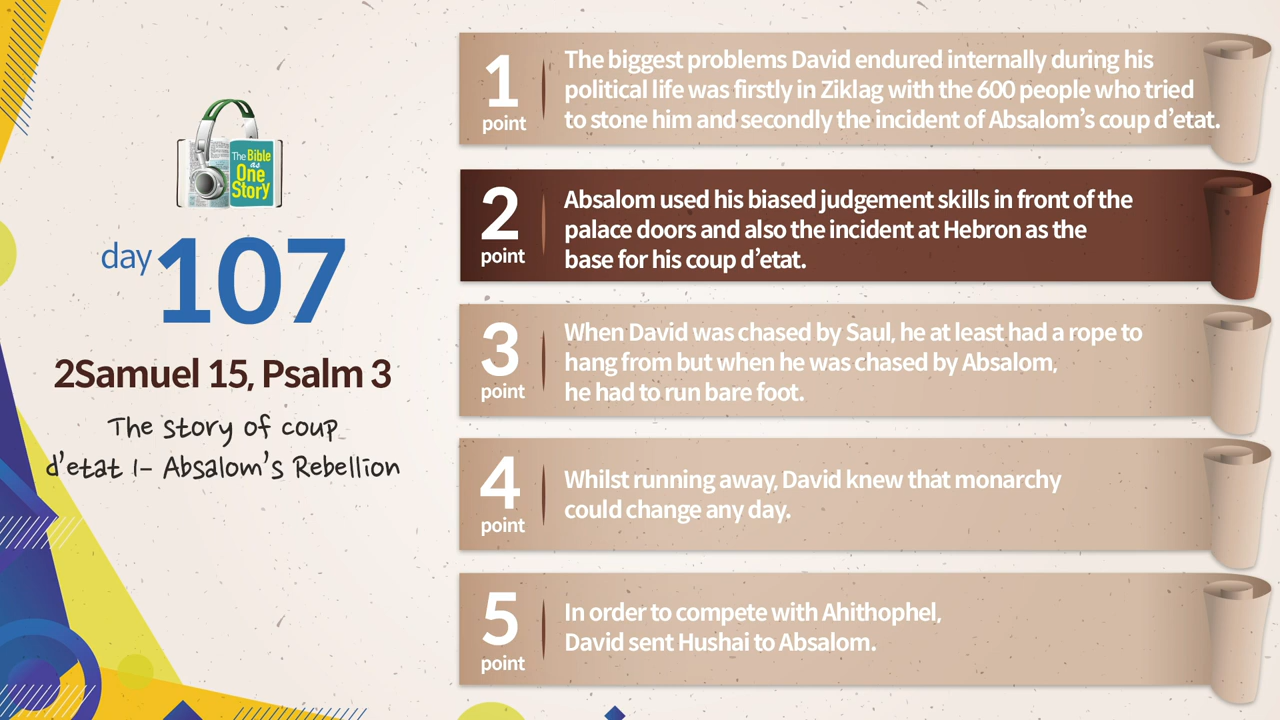 The Bible
as
One
Story
day 107
2Samuel 15, Psalm 3
The story of coup
d'etat 1- Absalom's Rebellion
1
point
The biggest problems David endured internally during his
political life was firstly in Ziklag with the 600 people who tried
to stone him and secondly the incident of Absalom's coup d'etat.
2
point
Absalom used his biased judgement skills in front of the
palace doors and also the incident at Hebron as the
base for his coup d'etat.
3
point
When David was chased by Saul, he at least had a rope to
hang from but when he was chased by Absalom,
he had to run bare foot.
4
point
Whilst running away, David knew that monarchy
could change any day.
5
point
In order to compete with Ahithophel,
David sent Hushai to Absalom.